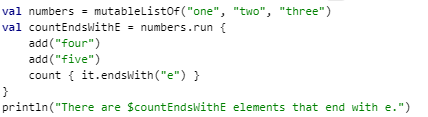 val numbers = mutableListOf("one", "two", "three")
val countEndsWithE = numbers.run {
    add("four")
    add("five")
    count { it.endsWith("e") }
}
println("There are $countEndsWithE elements that end with e.")